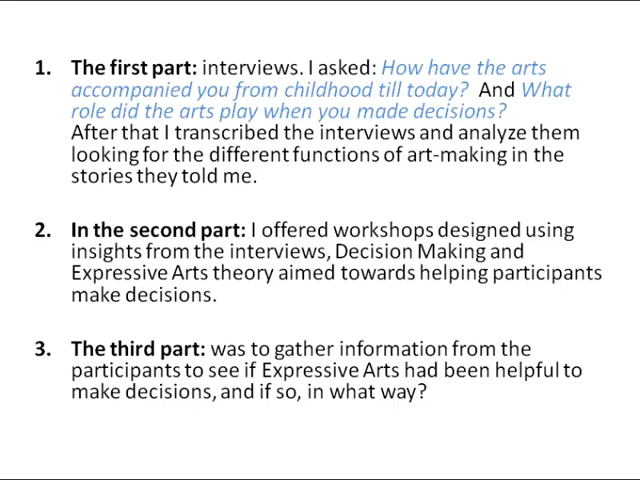 1. The first part: interviews. I asked: How have the arts
accompanied you from childhood till today? And What
role did the arts play when you made decisions?
After that I transcribed the interviews and analyze them
looking for the different functions of art-making in the
stories they told me.
2. In the second part: I offered workshops designed using
insights from the interviews, Decision Making and
Expressive Arts theory aimed towards helping participants
make decisions.
3. The third part: was to gather information from the
participants to see if Expressive Arts had been helpful to
make decisions, and if so, in what way?